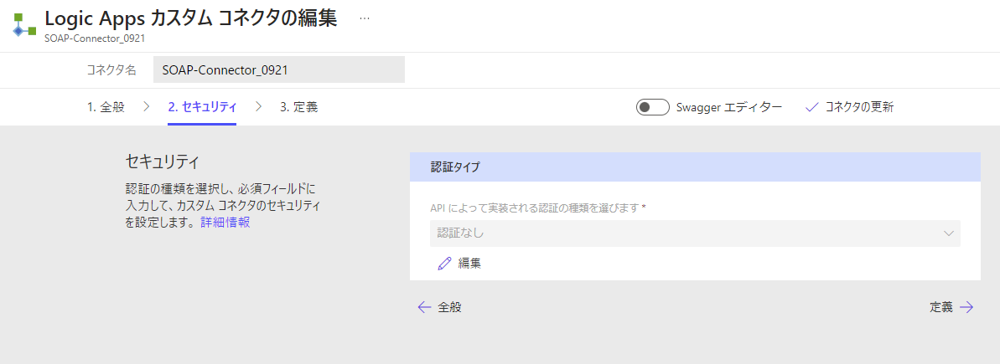 Logic Apps カスタム コネクタの編集 …
SOAP-Connector_0921
コネクタ名 SOAP-Connector_0921
1. 全般 2. セキュリティ 3. 定義 Swagger エディター コネクタの更新
セキュリティ
認証の種類を選択し、必須フィールドに
入力して、カスタム コネクタのセキュリティ
を設定します。 詳細情報
認証タイプ
API によって実装される認証の種類を選びます *
認証なし
編集
全般 定義